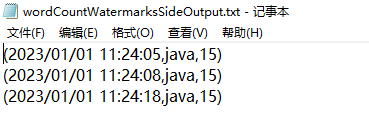 wordCountWatermarksSideOutput.txt - 记事本
文件(F) 编辑(E) 格式(O) 查看(V) 帮助(H)
(2023/01/01 11:24:05,java,15)
(2023/01/01 11:24:08,java,15)
(2023/01/01 11:24:18,java,15)